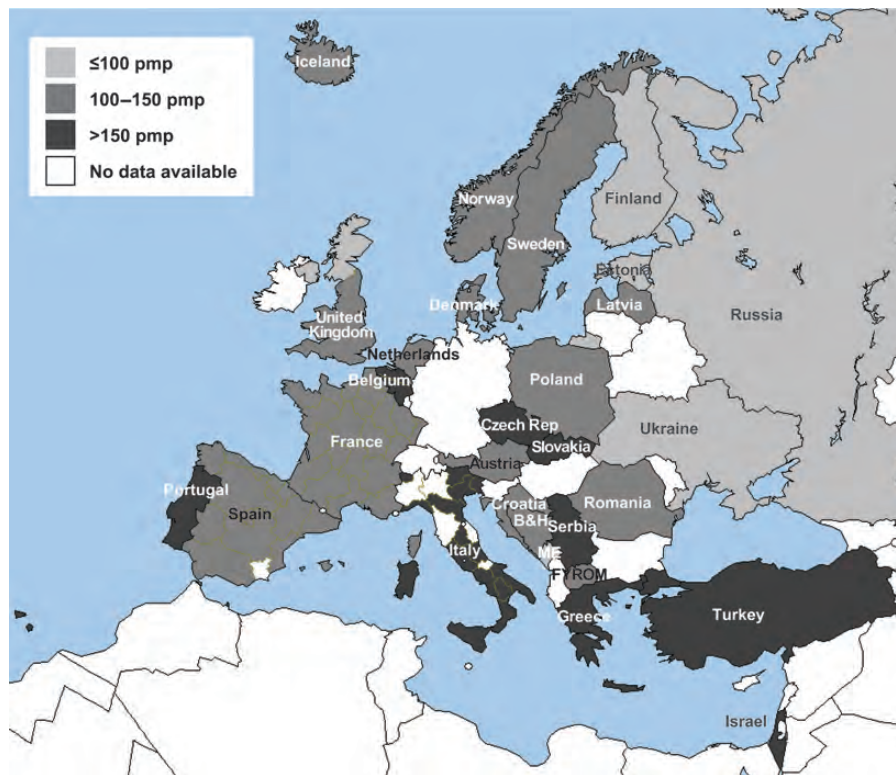 ≤100 pmp
100–150 pmp
>150 pmp
No data available
Iceland
Norway
Finland
Sweden
Estonia
Latvia
Denmark
Russia
United
Kingdom
Netherlands
Belgium
Poland
Czech Rep
Ukraine
France
Slovakia
Austria
Portugal
Spain
Croatia
Romania
B&H
Serbia
Italy
ME
FYROM
Greece
Turkey
Israel